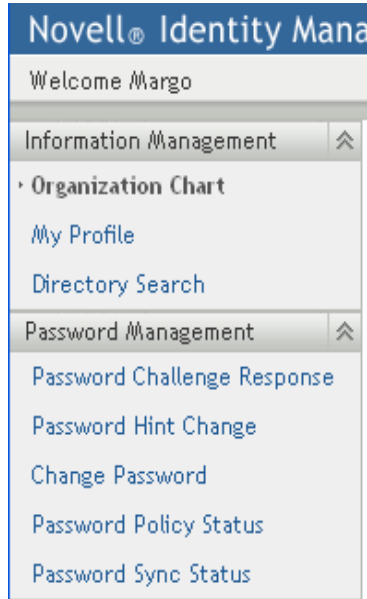 Novell® Identity Mana
Welcome Margo
Information Management
Organization Chart
My Profile
Directory Search
Password Management
Password Challenge Response
Password Hint Change
Change Password
Password Policy Status
Password Sync Status